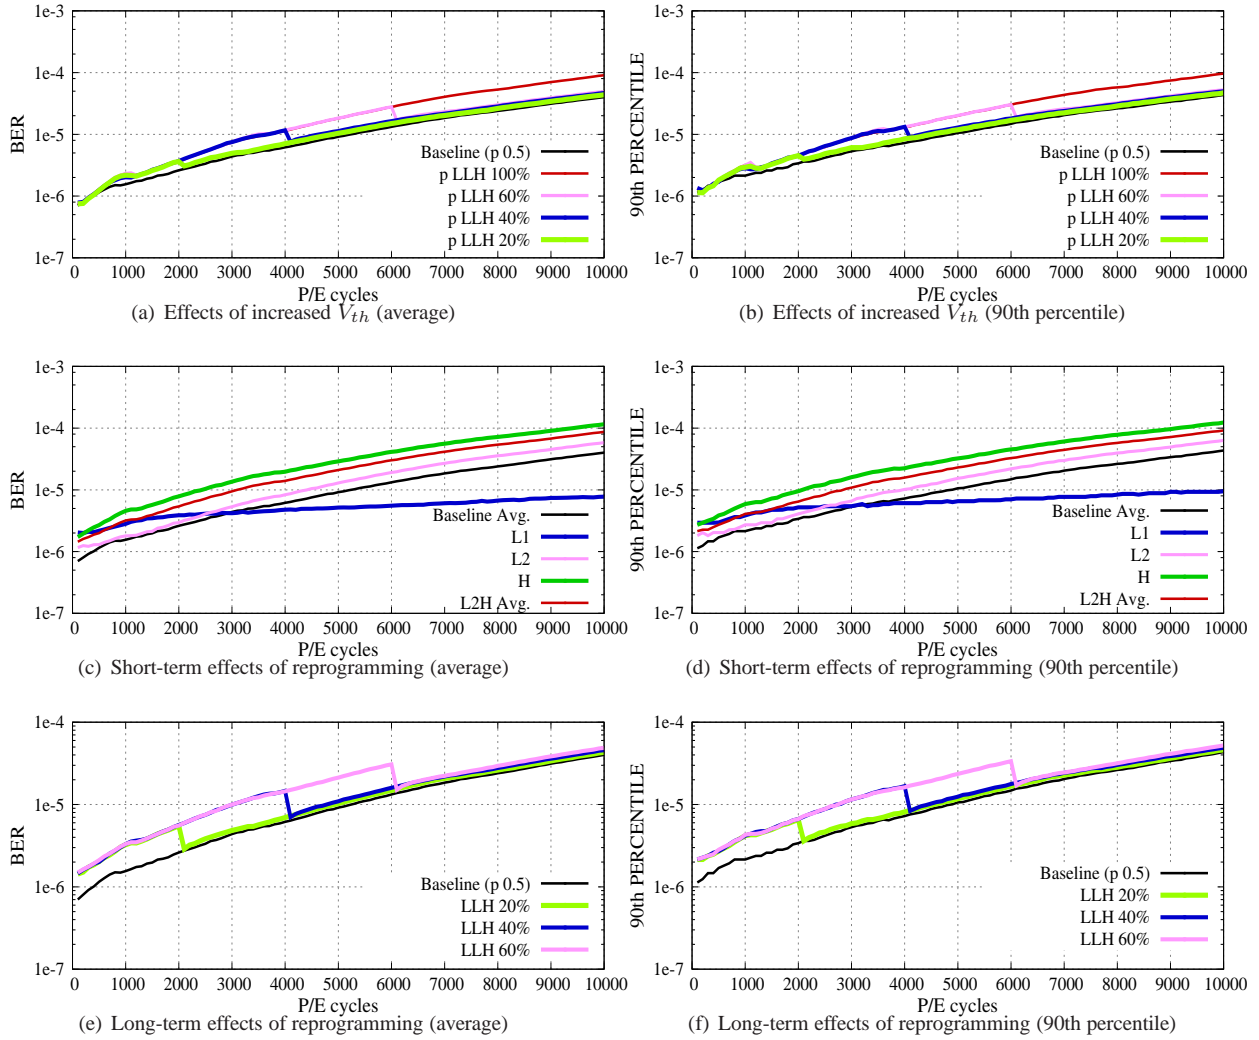 1e-3
1e-4
1e-5
1e-6
1e-7
BER
0 1000 2000 3000 4000 5000 6000 7000 8000 9000 10000
P/E cycles
Baseline (p 0.5)
p LLH 100%
p LLH 60%
p LLH 40%
p LLH 20%
(a) Effects of increased Vth (average)
1e-3
1e-4
1e-5
1e-6
1e-7
90th PERCENTILE
0 1000 2000 3000 4000 5000 6000 7000 8000 9000 10000
P/E cycles
Baseline (p 0.5)
p LLH 100%
p LLH 60%
p LLH 40%
p LLH 20%
(b) Effects of increased Vth (90th percentile)
1e-3
1e-4
1e-5
1e-6
1e-7
BER
0 1000 2000 3000 4000 5000 6000 7000 8000 9000 10000
P/E cycles
Baseline Avg.
L1
L2
H
L2H Avg.
(c) Short-term effects of reprogramming (average)
1e-3
1e-4
1e-5
1e-6
1e-7
90th PERCENTILE
0 1000 2000 3000 4000 5000 6000 7000 8000 9000 10000
P/E cycles
Baseline Avg.
L1
L2
H
L2H Avg.
(d) Short-term effects of reprogramming (90th percentile)
1e-4
1e-5
1e-6
1e-7
BER
0 1000 2000 3000 4000 5000 6000 7000 8000 9000 10000
P/E cycles
Baseline (p 0.5)
LLH 20%
LLH 40%
LLH 60%
(e) Long-term effects of reprogramming (average)
1e-4
1e-5
1e-6
1e-7
90th PERCENTILE
0 1000 2000 3000 4000 5000 6000 7000 8000 9000 10000
P/E cycles
Baseline (p 0.5)
LLH 20%
LLH 40%
LLH 60%
(f) Long-term effects of reprogramming (90th percentile)